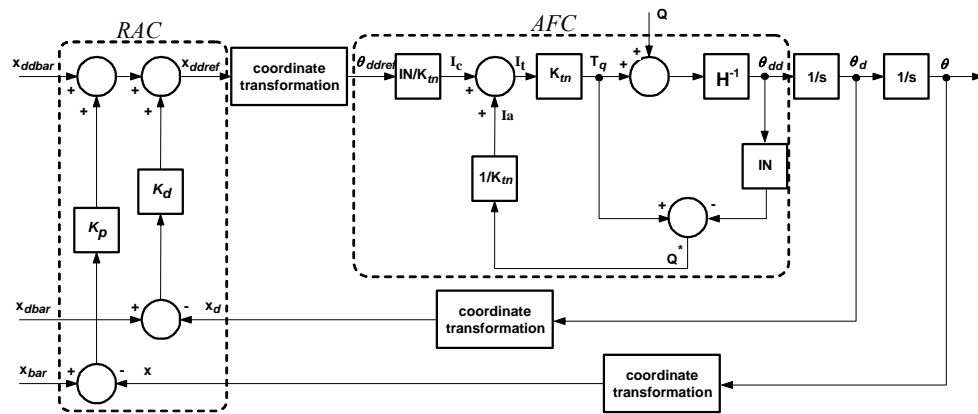 RAC
AFC
Q
x_ddbar
+
+
+
+
x_ddref
coordinate
transformation
θ_ddref
IN/K_tn
I_c
+
+
Ia
I_t
K_tn
T_q
+
+
H⁻¹
θ_dd
1/s
θ_d
1/s
θ
K_p
K_d
1/K_tn
IN
+
-
Q*
x_dbar
+
-
x_d
coordinate
transformation
x_bar
+
-
x
coordinate
transformation